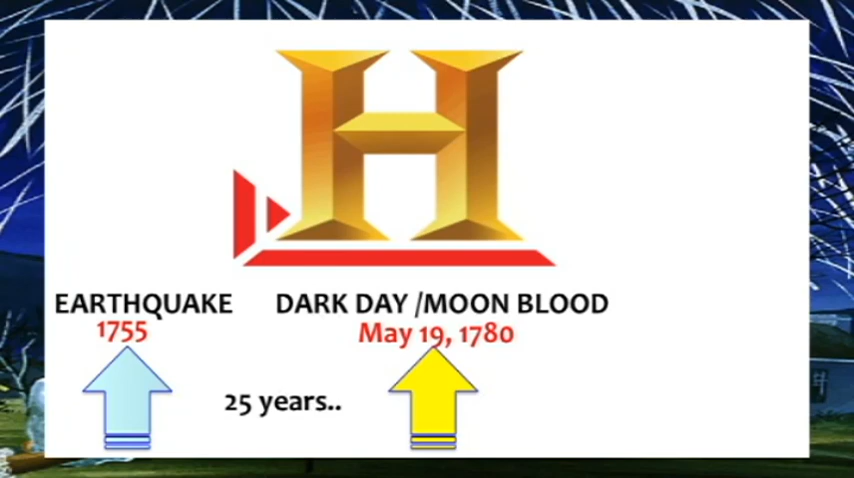 H
EARTHQUAKE
1755
DARK DAY /MOON BLOOD
May 19, 1780
25 years..